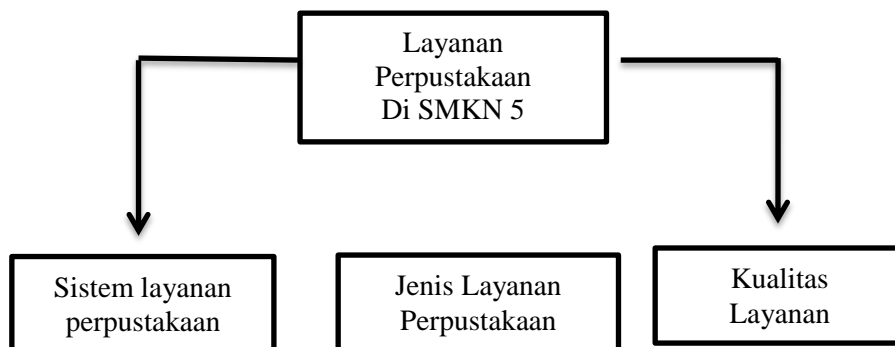 Layanan
Perpustakaan
Di SMKN 5
Sistem layanan
perpustakaan
Jenis Layanan
Perpustakaan
Kualitas
Layanan